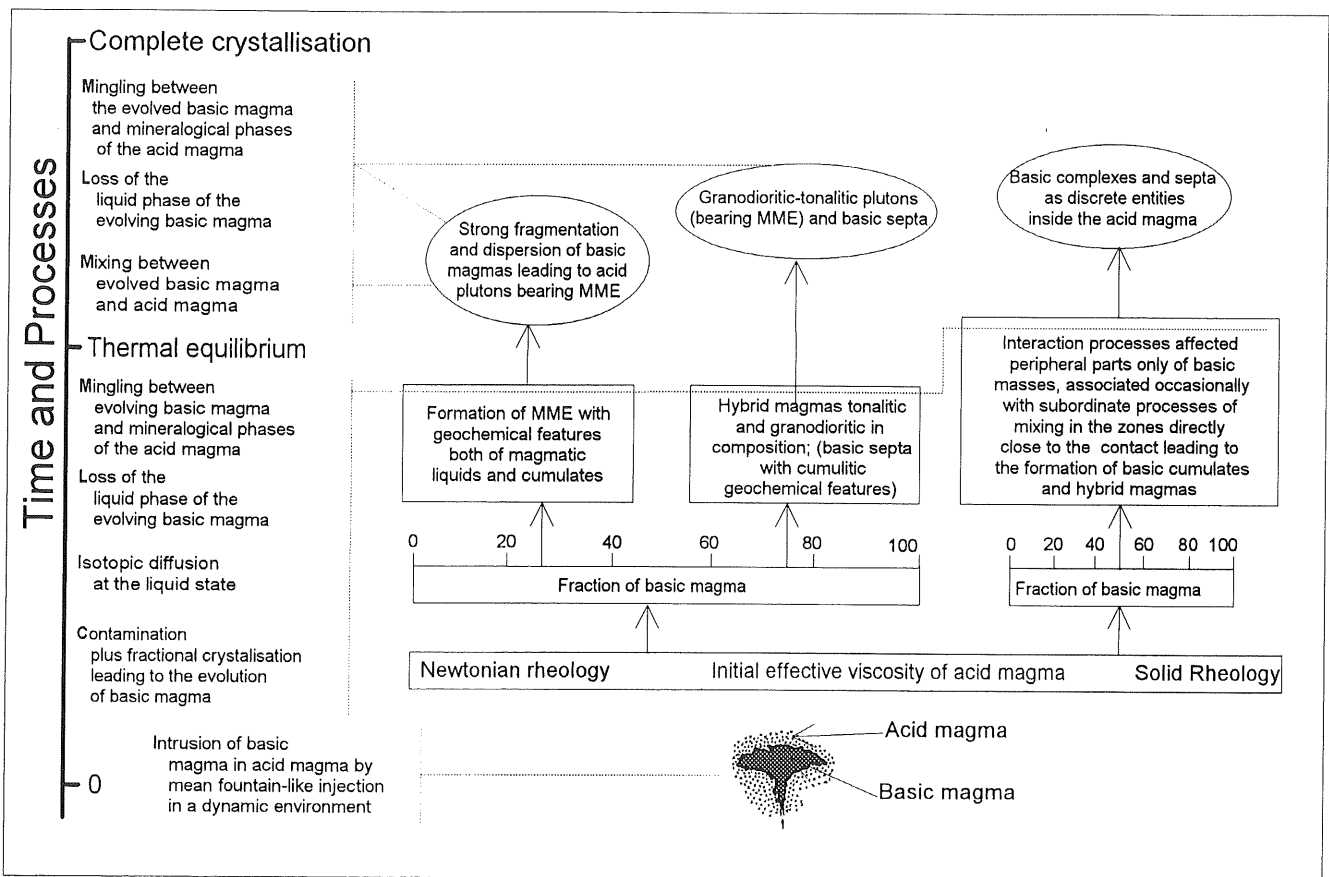 Time and Processes
Complete crystallisation
Mingling between
the evolved basic magma
and mineralogical phases
of the acid magma
Loss of the
liquid phase of the
evolving basic magma
Mixing between
evolved basic magma
and acid magma
Thermal equilibrium
Mingling between
evolving basic magma
and mineralogical phases
of the acid magma
Loss of the
liquid phase of the
evolving basic magma
Isotopic diffusion
at the liquid state
Contamination
plus fractional crystalisation
leading to the evolution
of basic magma
0
Intrusion of basic
magma in acid magma by
mean fountain-like injection
in a dynamic environment
Strong fragmentation
and dispersion of basic
magmas leading to acid
plutons bearing MME
Granodioritic-tonalitic plutons
(bearing MME) and basic septa
Basic complexes and septa
as discrete entities
inside the acid magma
Formation of MME with
geochemical features
both of magmatic
liquids and cumulates
Hybrid magmas tonalitic
and granodioritic in
composition; (basic septa
with cumulitic
geochemical features)
Interaction processes affected
peripheral parts only of basic
masses, associated occasionally
with subordinate processes of
mixing in the zones directly
close to the contact leading to
the formation of basic cumulates
and hybrid magmas
0 20 40 60 80 100
Fraction of basic magma
0 20 40 60 80 100
Fraction of basic magma
Newtonian rheology Initial effective viscosity of acid magma Solid Rheology
Acid magma
Basic magma